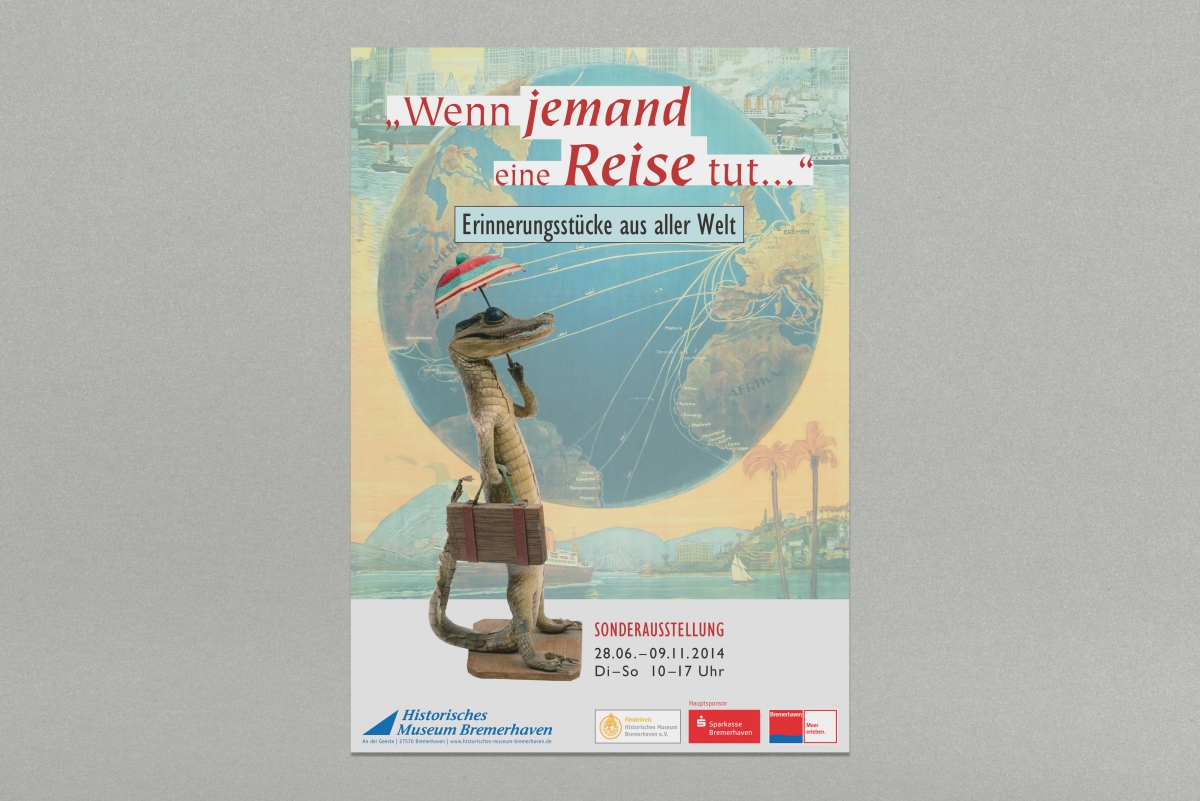 „Wenn jemand
eine Reise tut...“
Erinnerungsstücke aus aller Welt
BREMEN
AFRIKA
SONDERAUSSTELLUNG
28.06.–09.11.2014
Di–So 10–17 Uhr
Hauptsponsor
Historisches
Museum Bremerhaven
An der Geeste | 27570 Bremerhaven | www.historisches-museum-bremerhaven.de
Förderkreis
Historisches Museum
Bremerhaven e.V.
Sparkasse
Bremerhaven
Bremerhaven
Meer
erleben.